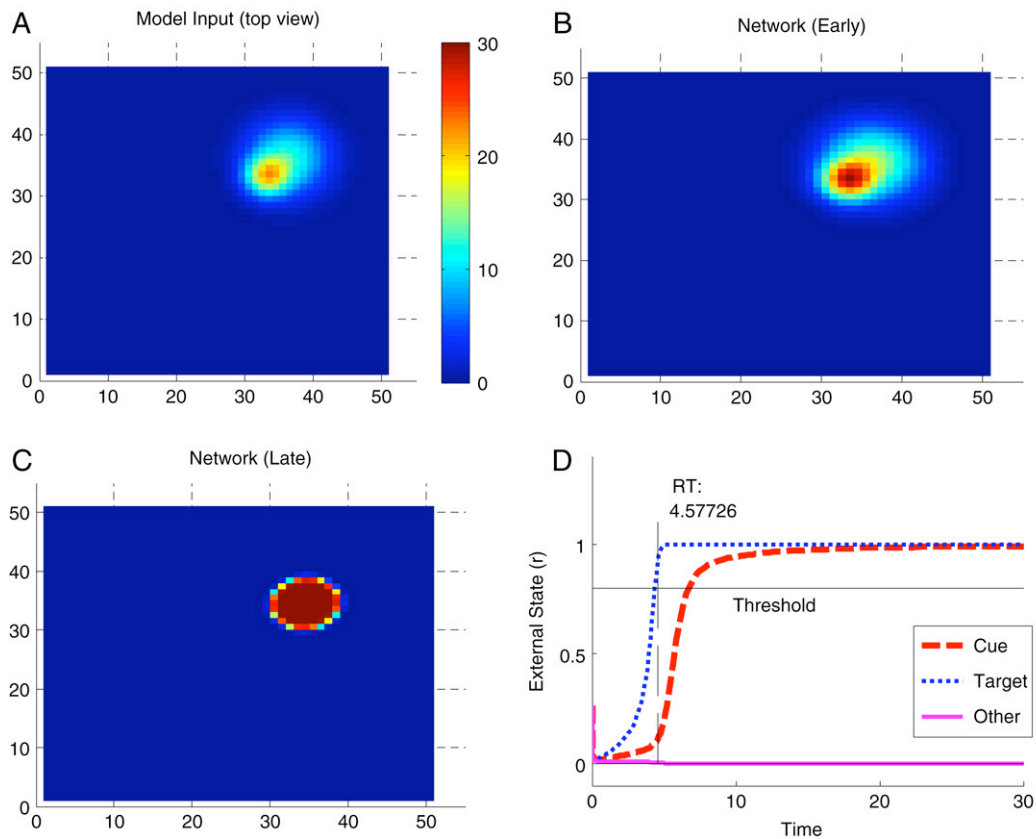 A
Model Input (top view)
50
40
30
20
10
0
0 10 20 30 40 50
30
20
10
0
B
Network (Early)
50
40
30
20
10
0
0 10 20 30 40 50
C
Network (Late)
50
40
30
20
10
0
0 10 20 30 40 50
D
RT:
4.57726
External State (r)
1
0.5
0
Threshold
Cue
Target
Other
0 10 20 30
Time